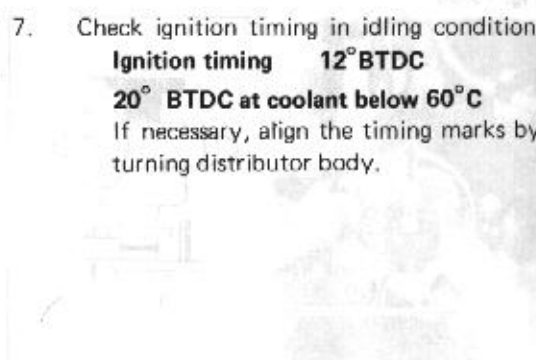 7. Check ignition timing in idling condition
Ignition timing 12°BTDC
20° BTDC at coolant below 60°C
If necessary, align the timing marks by
turning distributor body.